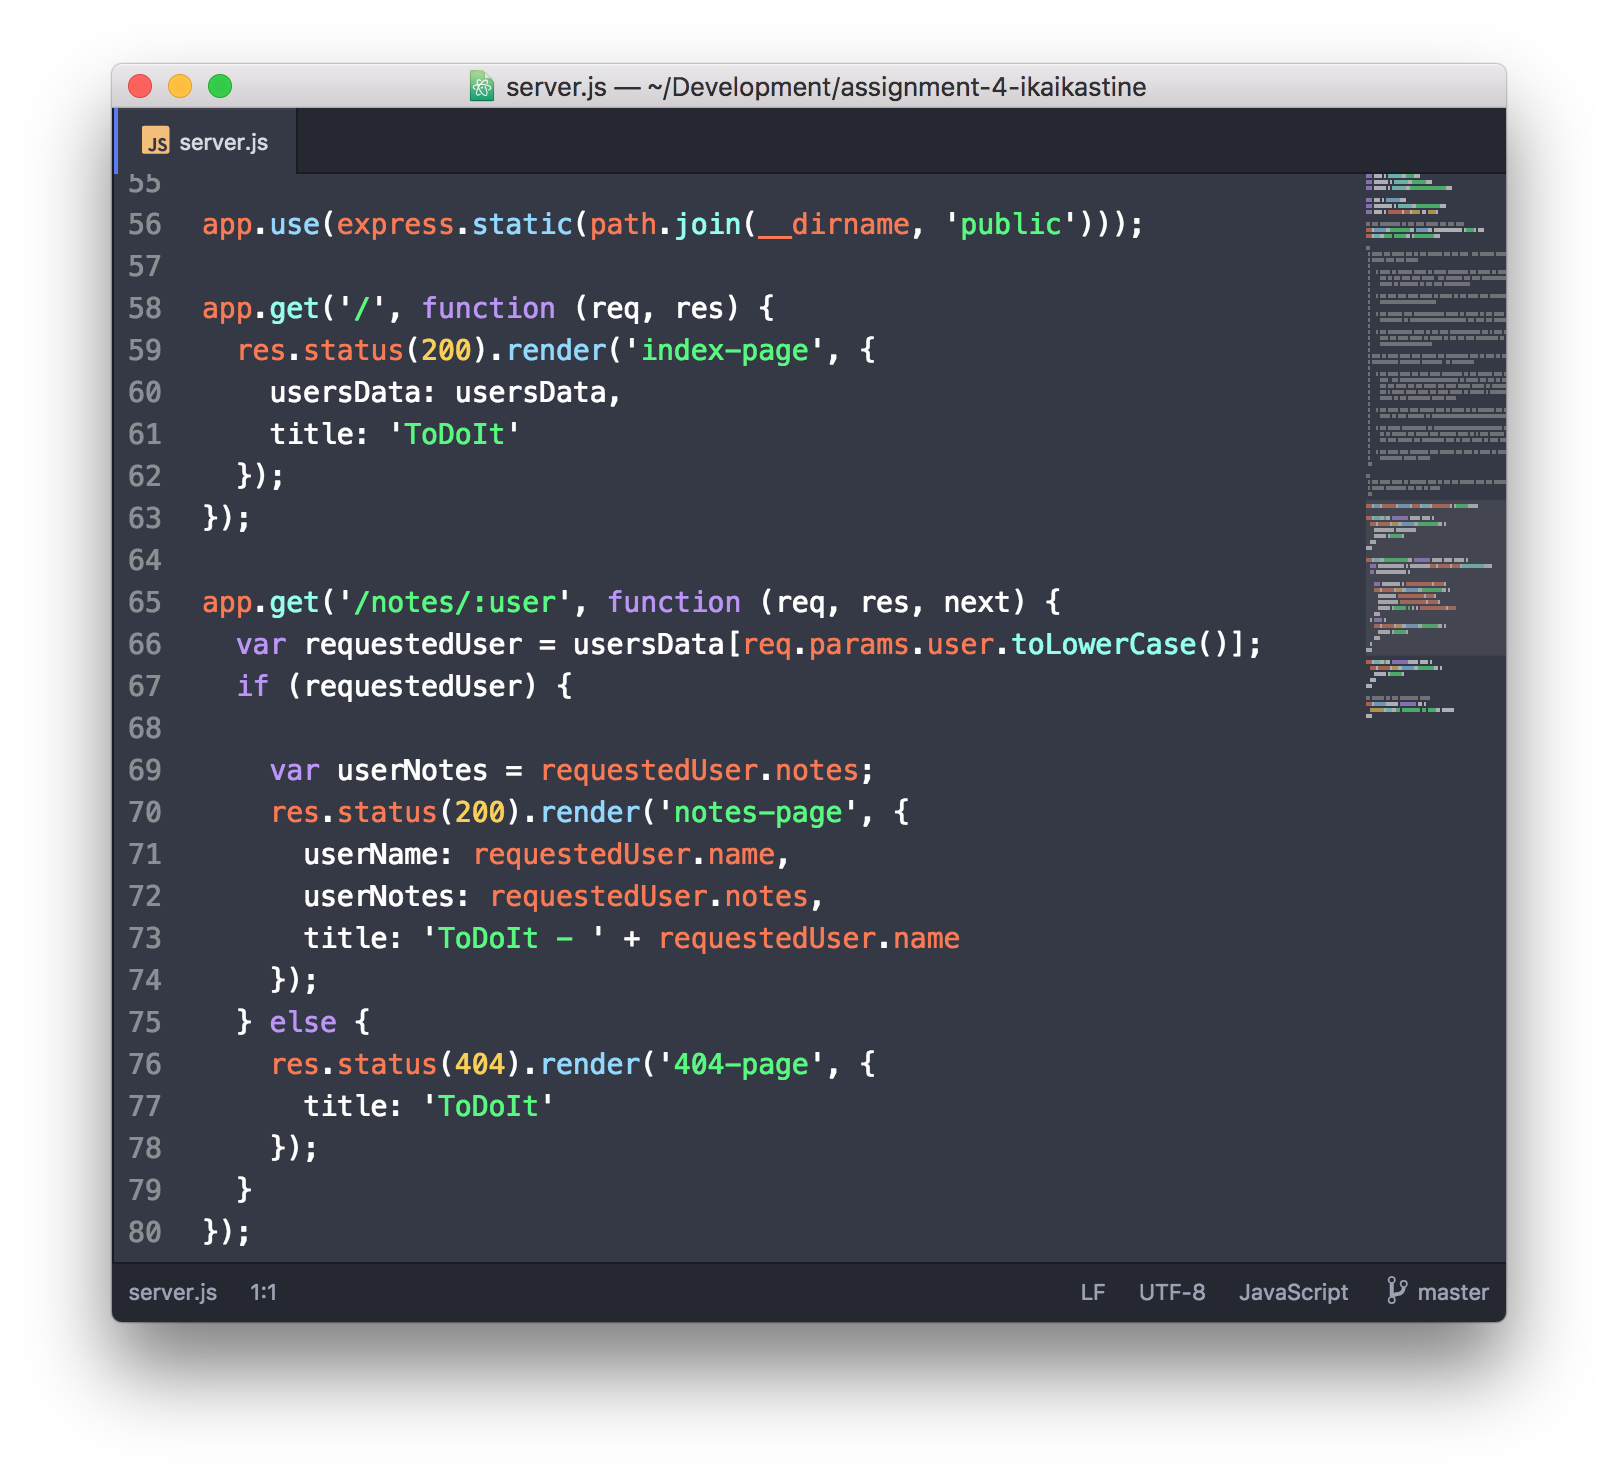 server.js — ~/Development/assignment-4-ikaikastine
JS server.js
55
56 app.use(express.static(path.join(__dirname, 'public')));
57
58 app.get('/', function (req, res) {
59   res.status(200).render('index-page', {
60     usersData: usersData,
61     title: 'ToDoIt'
62   });
63 });
64
65 app.get('/notes/:user', function (req, res, next) {
66   var requestedUser = usersData[req.params.user.toLowerCase()];
67   if (requestedUser) {
68
69     var userNotes = requestedUser.notes;
70     res.status(200).render('notes-page', {
71       userName: requestedUser.name,
72       userNotes: requestedUser.notes,
73       title: 'ToDoIt - ' + requestedUser.name
74     });
75   } else {
76     res.status(404).render('404-page', {
77       title: 'ToDoIt'
78     });
79   }
80 });
server.js 1:1 LF UTF-8 JavaScript master